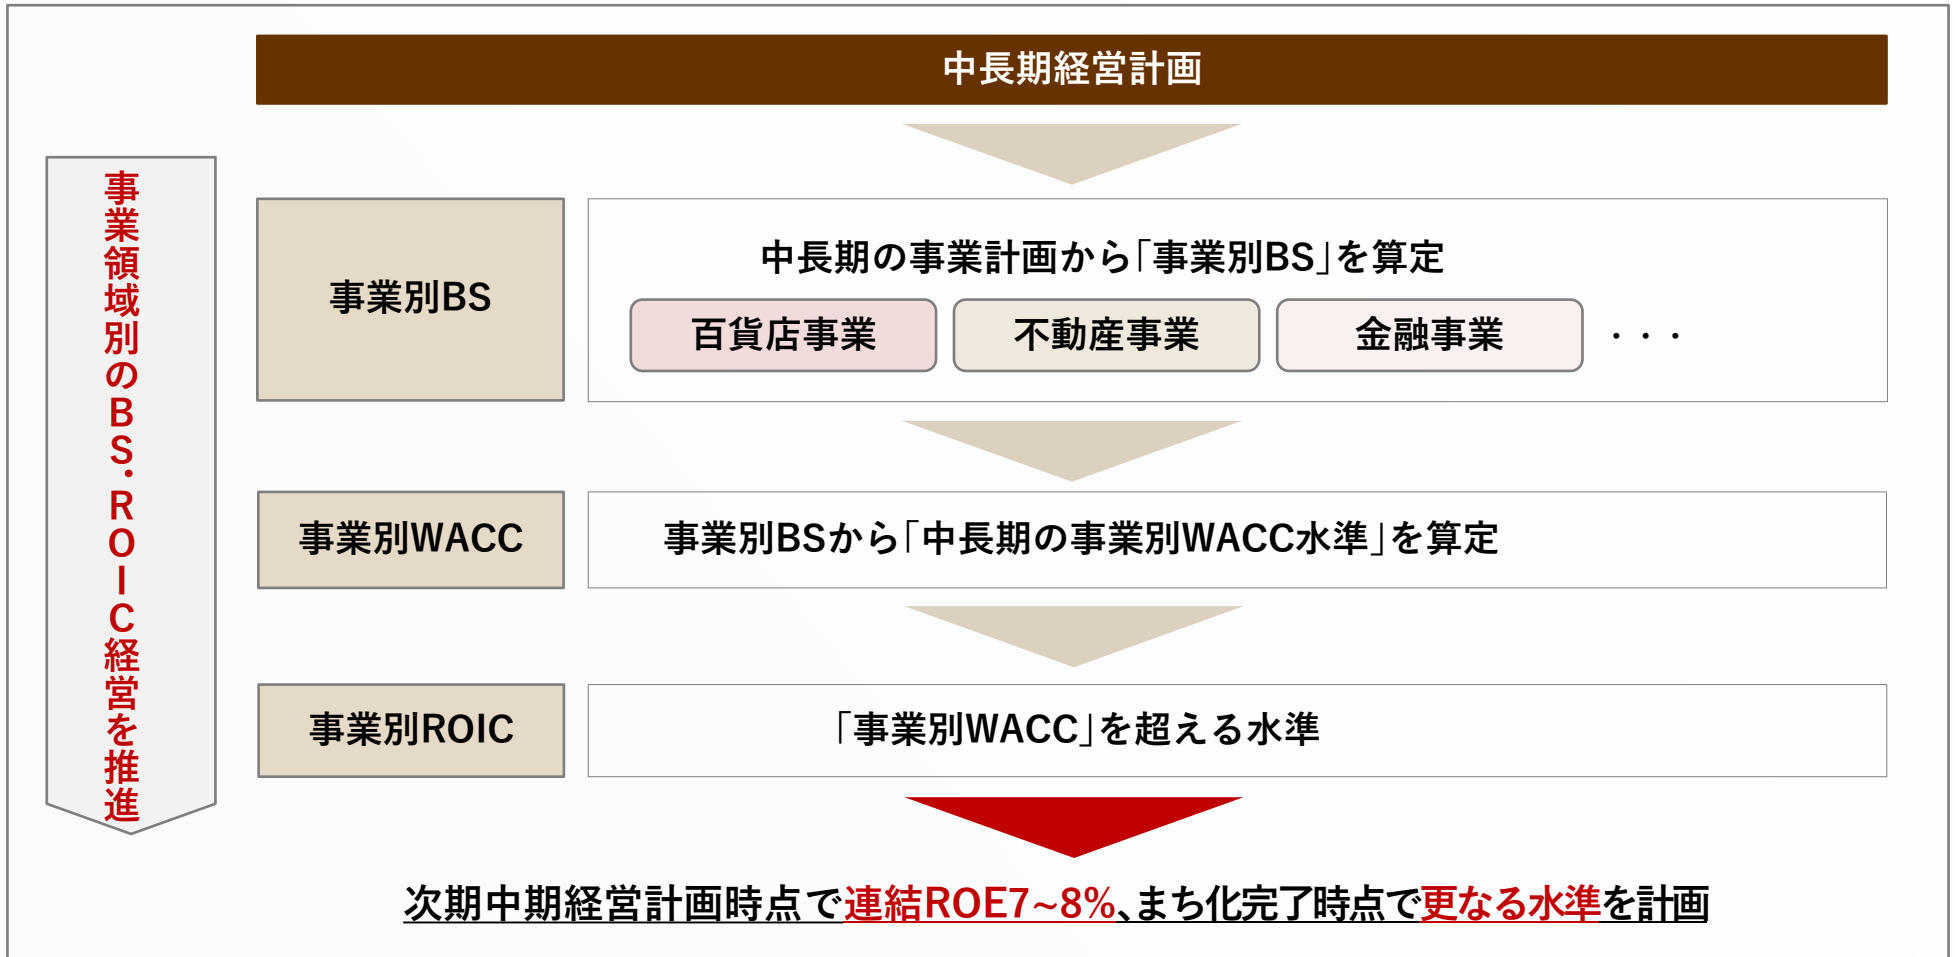 中長期経営計画
事業領域別のBS・ROIC経営を推進
事業別BS
中長期の事業計画から「事業別BS」を算定
百貨店事業
不動産事業
金融事業
・・・
事業別WACC
事業別BSから「中長期の事業別WACC水準」を算定
事業別ROIC
「事業別WACC」を超える水準
次期中期経営計画時点で連結ROE7~8%、まち化完了時点で更なる水準を計画